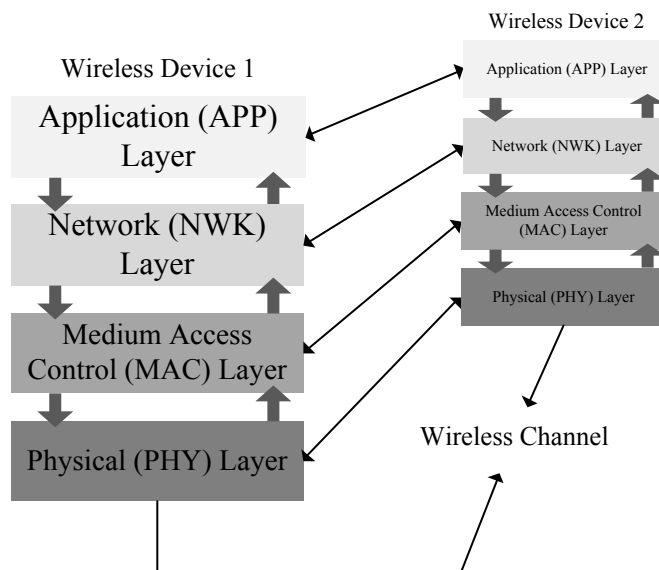 Wireless Device 1
Application (APP)
Layer
Network (NWK)
Layer
Medium Access
Control (MAC) Layer
Physical (PHY) Layer
Wireless Device 2
Application (APP) Layer
Network (NWK) Layer
Medium Access Control
(MAC) Layer
Physical (PHY) Layer
Wireless Channel